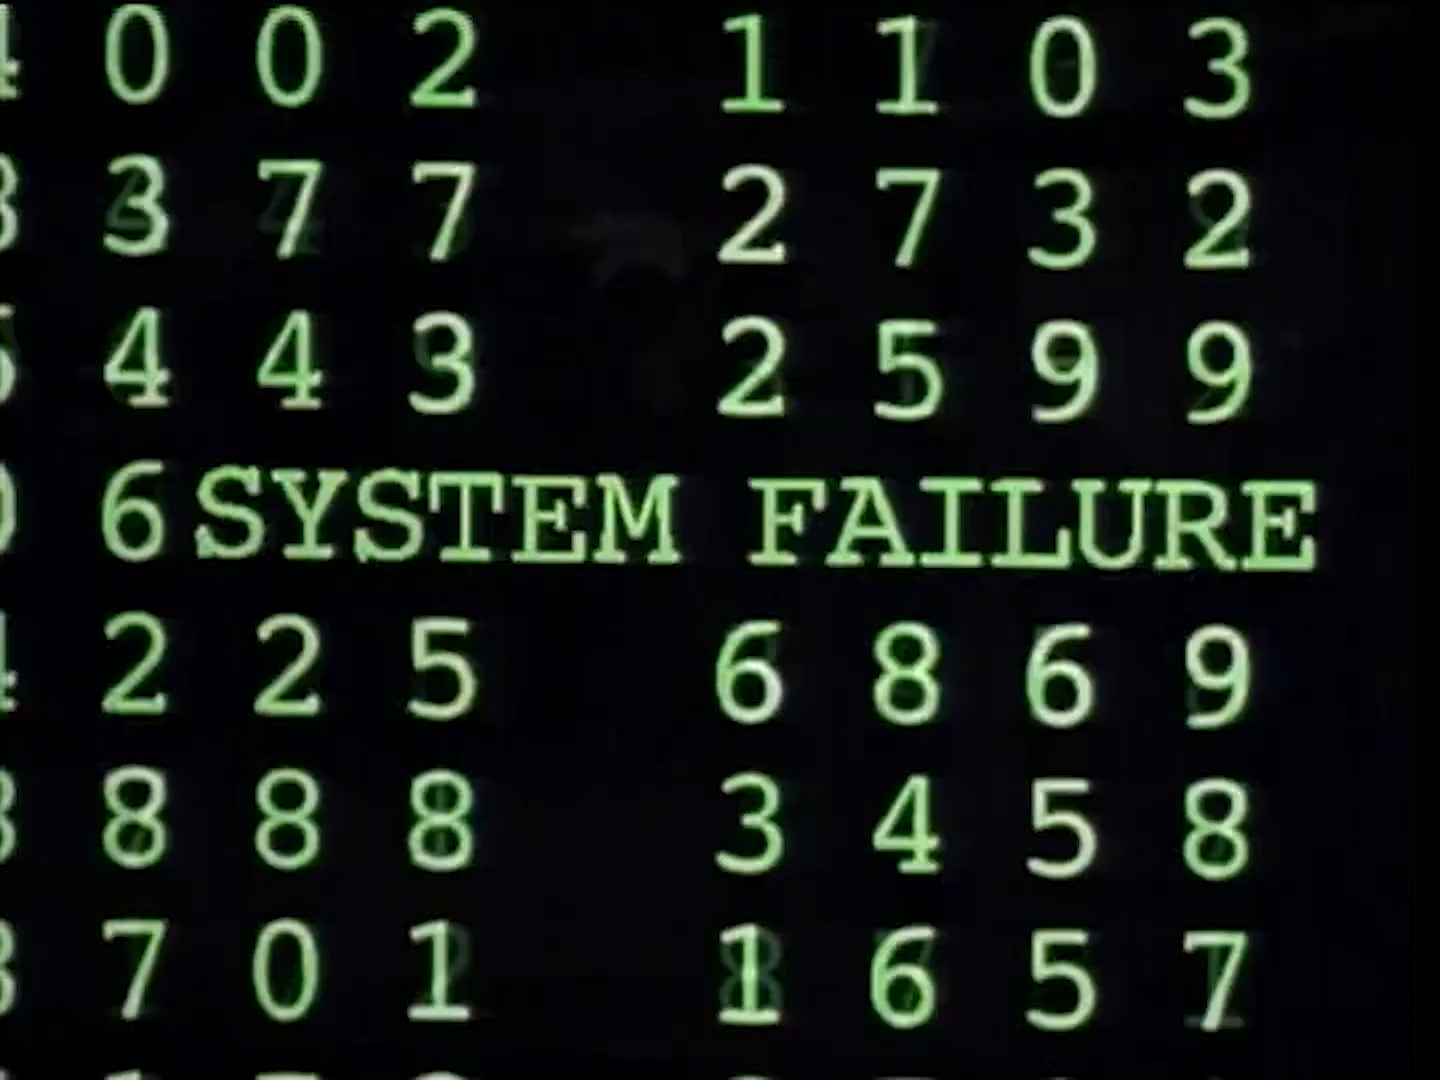 0 0 2 1 1 0 3
3 7 7 2 7 3 2
4 4 3 2 5 9 9
6 SYSTEM FAILURE
2 2 5 6 8 6 9
8 8 8 3 4 5 8
7 0 1 1 6 5 7